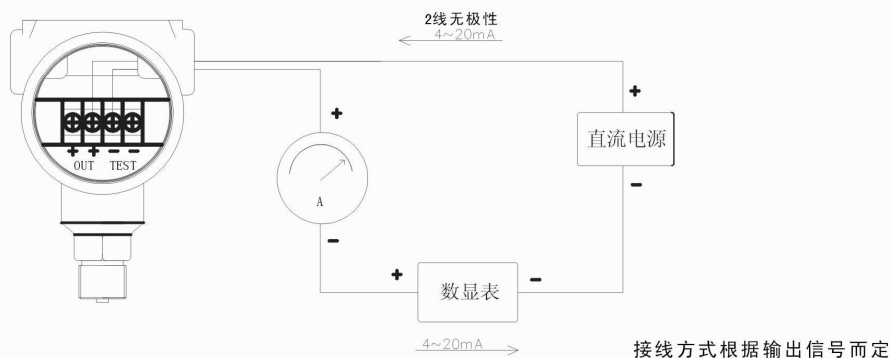 2线无极性
4~20mA
+
+
直流电源
+ + - -
OUT TEST
A
-
-
+
-
数显表
4~20mA
接线方式根据输出信号而定